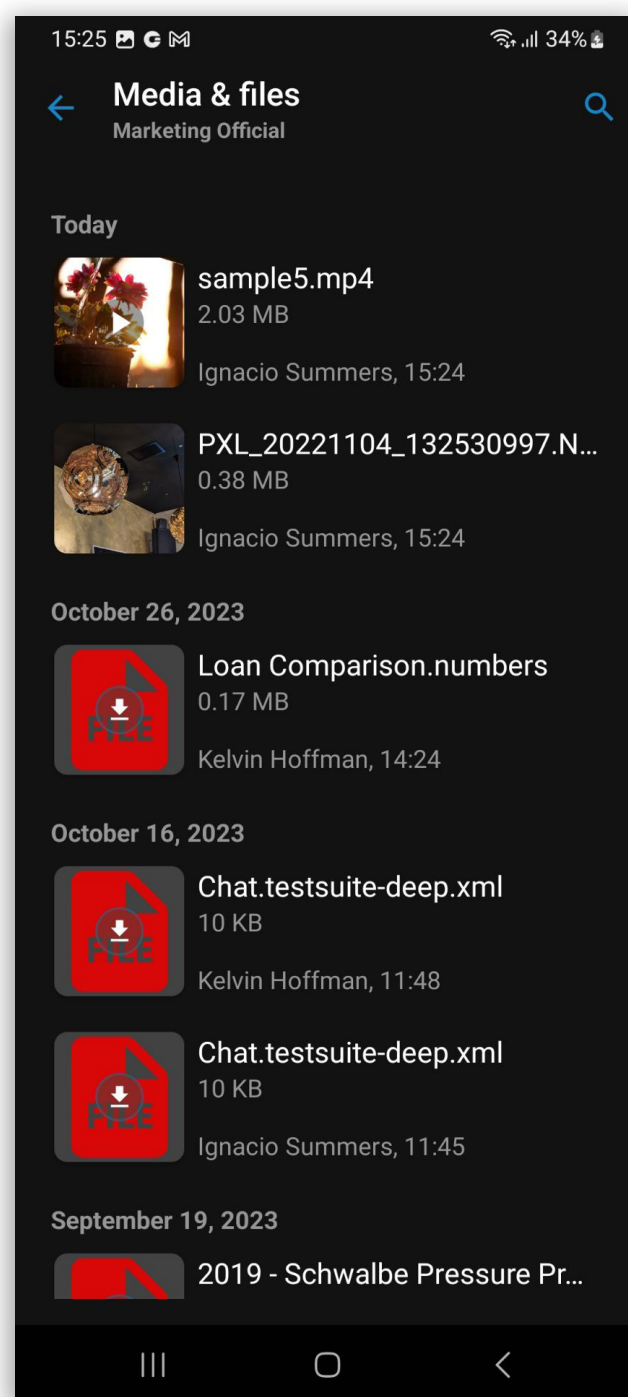 15:25 34%
Media & files
Marketing Official
Today
sample5.mp4
2.03 MB
Ignacio Summers, 15:24
PXL_20221104_132530997.N...
0.38 MB
Ignacio Summers, 15:24
October 26, 2023
FILE
Loan Comparison.numbers
0.17 MB
Kelvin Hoffman, 14:24
October 16, 2023
FILE
Chat.testsuite-deep.xml
10 KB
Kelvin Hoffman, 11:48
FILE
Chat.testsuite-deep.xml
10 KB
Ignacio Summers, 11:45
September 19, 2023
2019 - Schwalbe Pressure Pr...